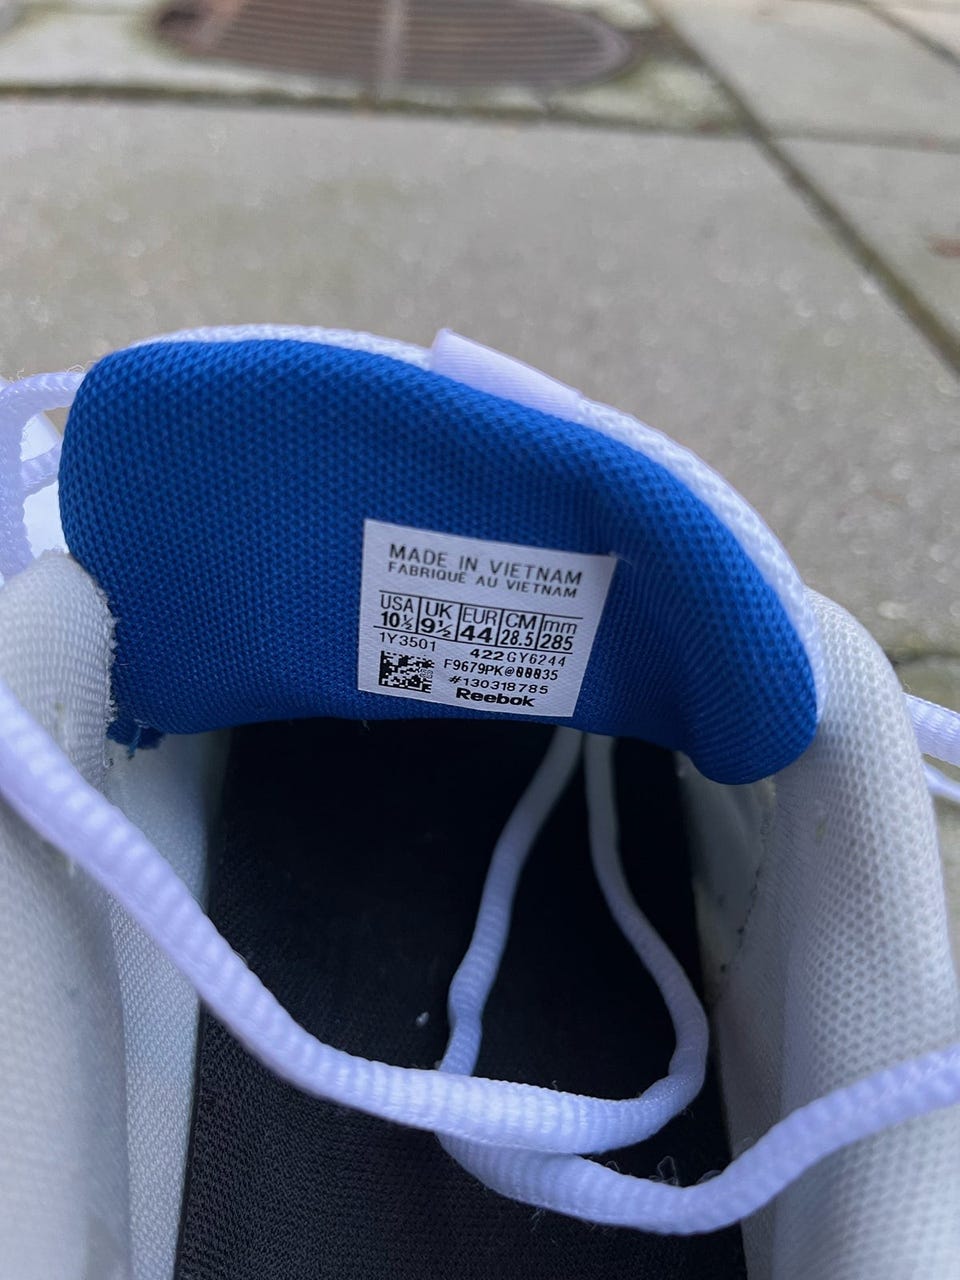 MADE IN VIETNAM
FABRIQUÉ AU VIETNAM
USA UK EUR CM mm
10½ 9½ 44 28.5 285
1Y3501 422 GY6244
F9679PK@00035
#130318785
Reebok